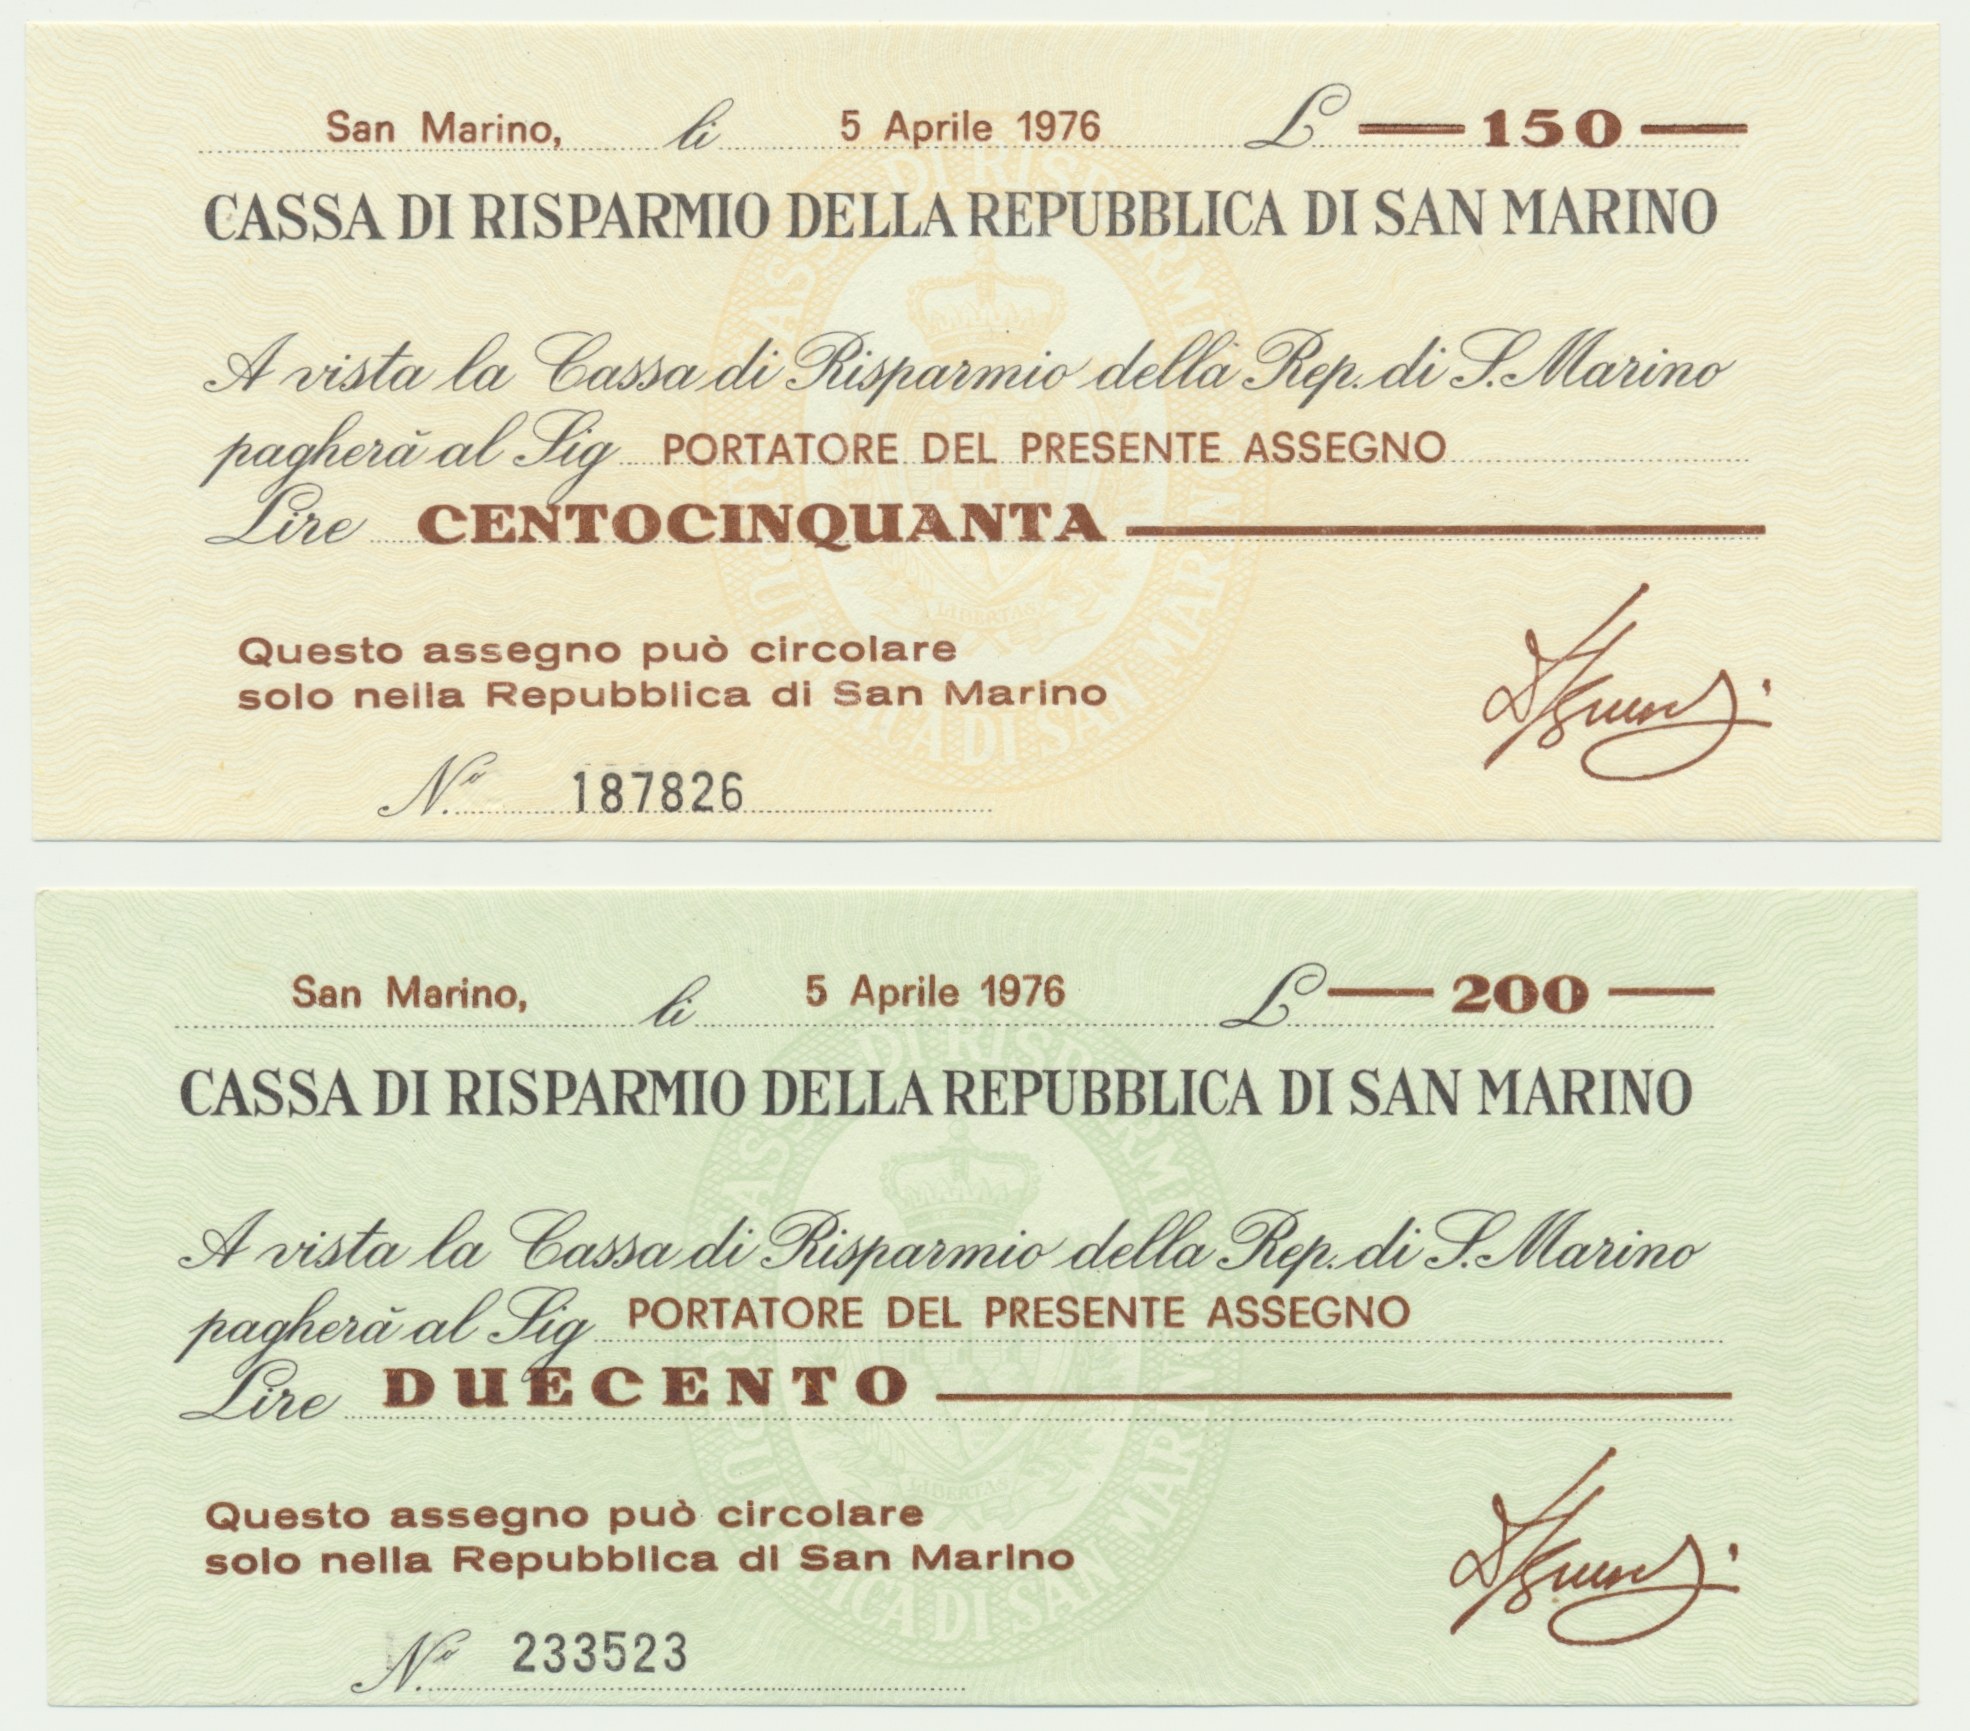 San Marino, li 5 Aprile 1976 £ 150
CASSA DI RISPARMIO DELLA REPUBBLICA DI SAN MARINO
A vista la Cassa di Risparmio della Rep. di S. Marino
pagherà al Sig PORTATORE DEL PRESENTE ASSEGNO
Lire CENTOCINQUANTA
Questo assegno può circolare
solo nella Repubblica di San Marino
N.º 187826
San Marino, li 5 Aprile 1976 £ 200
CASSA DI RISPARMIO DELLA REPUBBLICA DI SAN MARINO
A vista la Cassa di Risparmio della Rep. di S. Marino
pagherà al Sig PORTATORE DEL PRESENTE ASSEGNO
Lire DUECENTO
Questo assegno può circolare
solo nella Repubblica di San Marino
N.º 233523